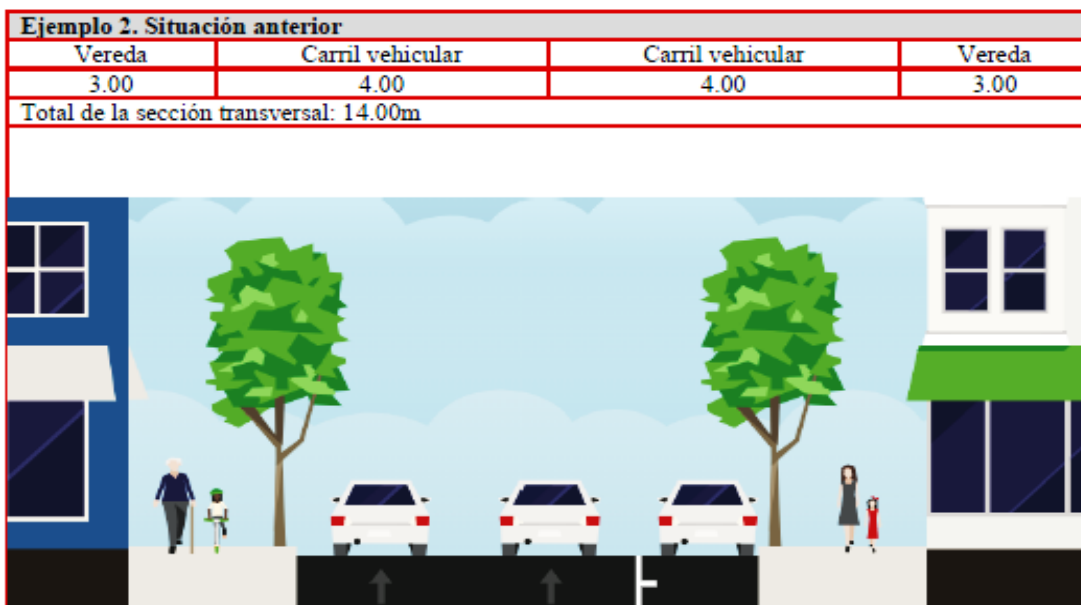 Ejemplo 2. Situación anterior
Vereda Carril vehicular Carril vehicular Vereda
3.00 4.00 4.00 3.00
Total de la sección transversal: 14.00m